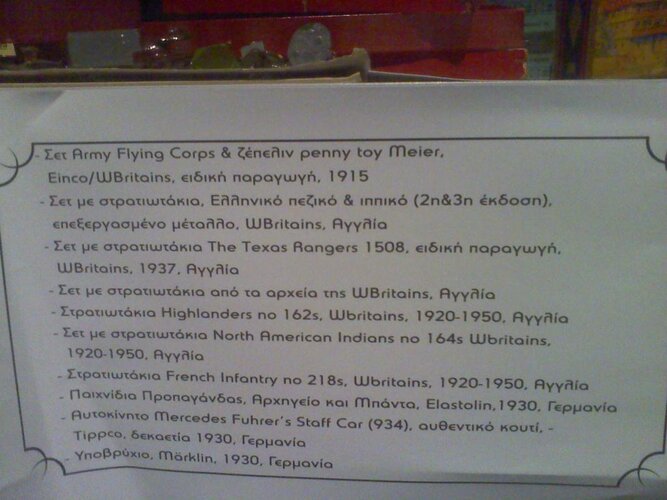 - Σετ Army Flying Corps & ζέπελιν penny toy Meier,
Einco/WBritains, ειδική παραγωγή, 1915
- Σετ με στρατιωτάκια, Ελληνικό πεζικό & ιππικό (2η&3η έκδοση),
επεξεργασμένο μέταλλο, WBritains, Αγγλία
- Σετ με στρατιωτάκια The Texas Rangers 1508, ειδική παραγωγή,
WBritains, 1937, Αγγλία
- Σετ με στρατιωτάκια από τα αρχεία της WBritains, Αγγλία
- Στρατιωτάκια Highlanders no 162s, Wbritains, 1920-1950, Αγγλία
- Σετ με στρατιωτάκια North American Indians no 164s Wbritains,
1920-1950, Αγγλία
- Στρατιωτάκια French Infantry no 218s, Wbritains, 1920-1950, Αγγλία
- Παιχνίδια Προπαγάνδας, Αρχηγείο και Μπάντα, Elastolin,1930, Γερμανία
- Αυτοκίνητο Mercedes Fuhrer's Staff Car (934), αυθεντικό κουτί, -
Tippco, δεκαετία 1930, Γερμανία
- Υποβρύχιο, Märklin, 1930, Γερμανία